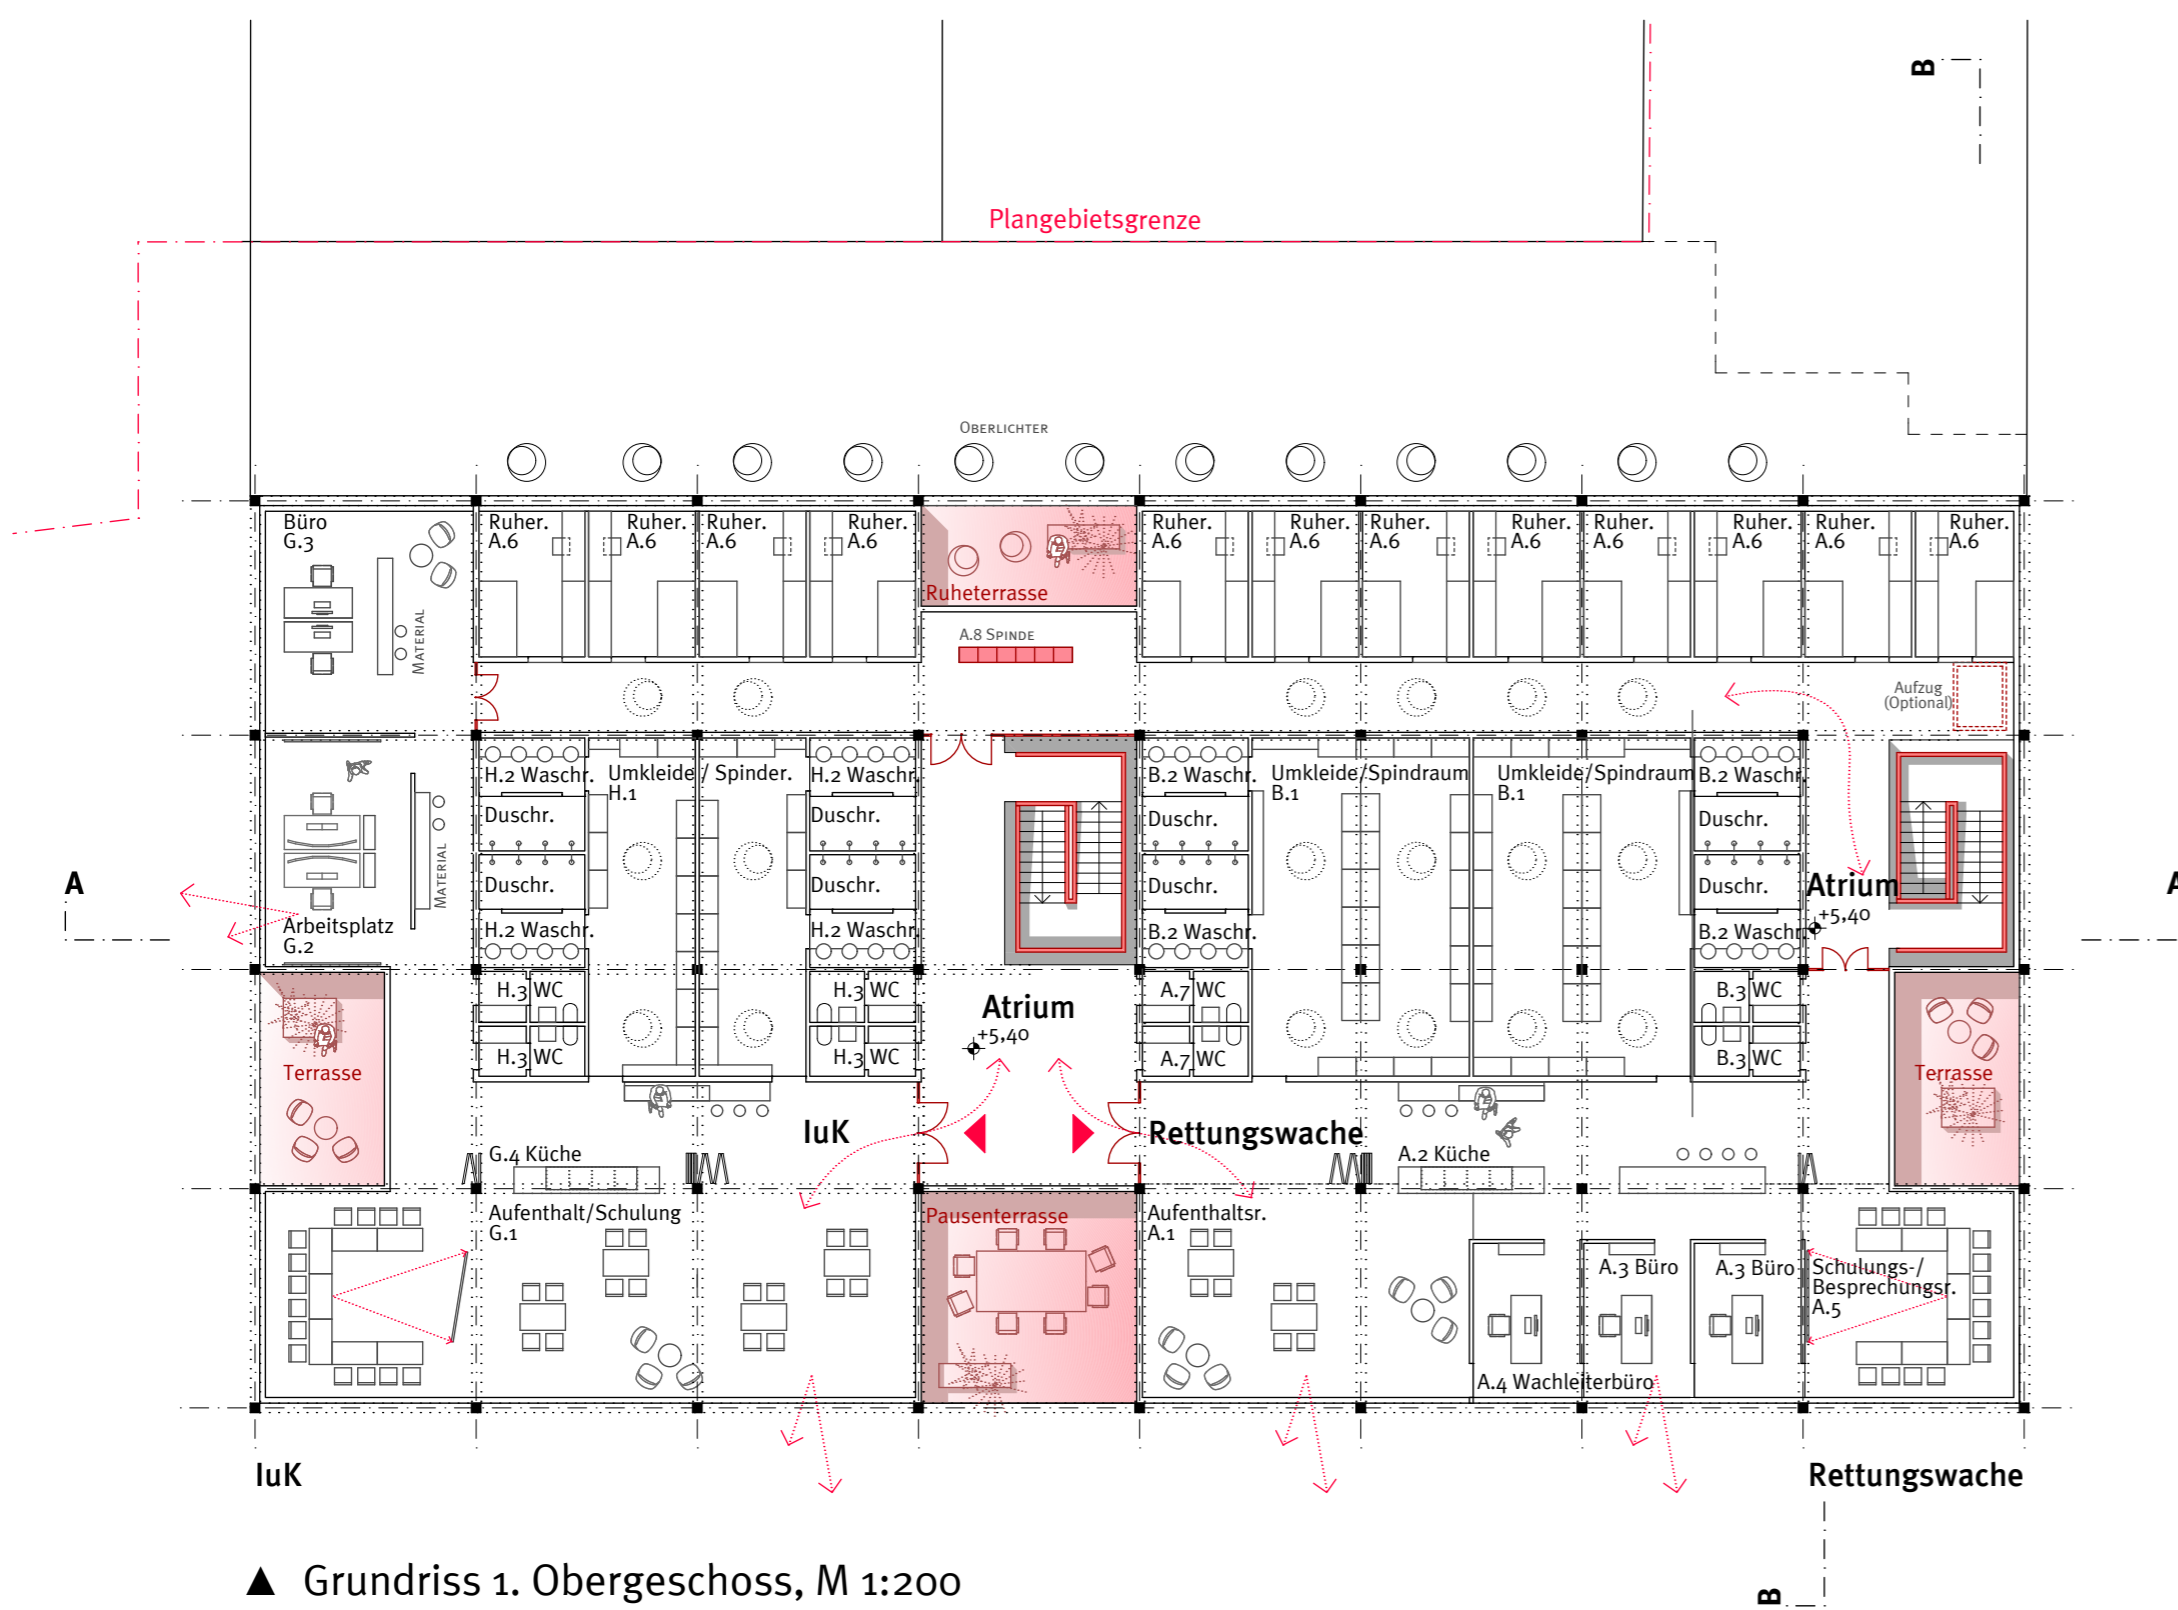 B
Plangebietsgrenze
Oberlichter
Büro
G.3
Ruher.
A.6
Ruher.
A.6
Ruher.
A.6
Ruher.
A.6
Ruheterrasse
Ruher.
A.6
Ruher.
A.6
Ruher.
A.6
Ruher.
A.6
Ruher.
A.6
Ruher.
A.6
Ruher.
A.6
Ruher.
A.6
Material
A.8 Spinde
Aufzug
(Optional)
H.2 Waschr.
Umkleide / Spinder.
H.1
H.2 Waschr.
B.2 Waschr.
Umkleide/Spindraum
B.1
Umkleide/Spindraum
B.1
B.2 Waschr.
Duschr.
Duschr.
Duschr.
Duschr.
Material
Duschr.
Duschr.
Duschr.
Duschr.
A
Atrium
+5,40
A
Arbeitsplatz
G.2
H.2 Waschr.
H.2 Waschr.
B.2 Waschr.
B.2 Waschr.
H.3 WC
H.3 WC
Atrium
+5,40
A.7 WC
B.3 WC
H.3 WC
H.3 WC
A.7 WC
B.3 WC
Terrasse
Terrasse
IuK
Rettungswache
G.4 Küche
A.2 Küche
Aufenthalt/Schulung
G.1
Pausenterrasse
Aufenthaltsr.
A.1
A.3 Büro
A.3 Büro
Schulungs-/
Besprechungsr.
A.5
A.4 Wachleiterbüro
IuK
Rettungswache
▲ Grundriss 1. Obergeschoss, M 1:200
B